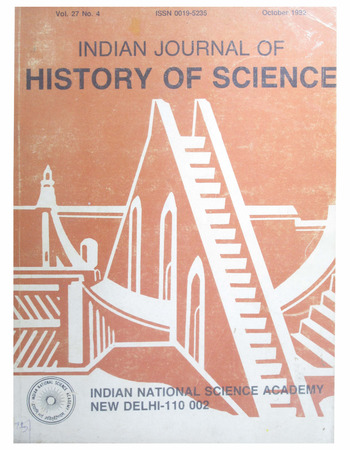 Vol. 27 No. 4 ISSN 0019-5235 October 1992
INDIAN JOURNAL OF
HISTORY OF SCIENCE
INDIAN NATIONAL SCIENCE ACADEMY
NEW DELHI-110 002